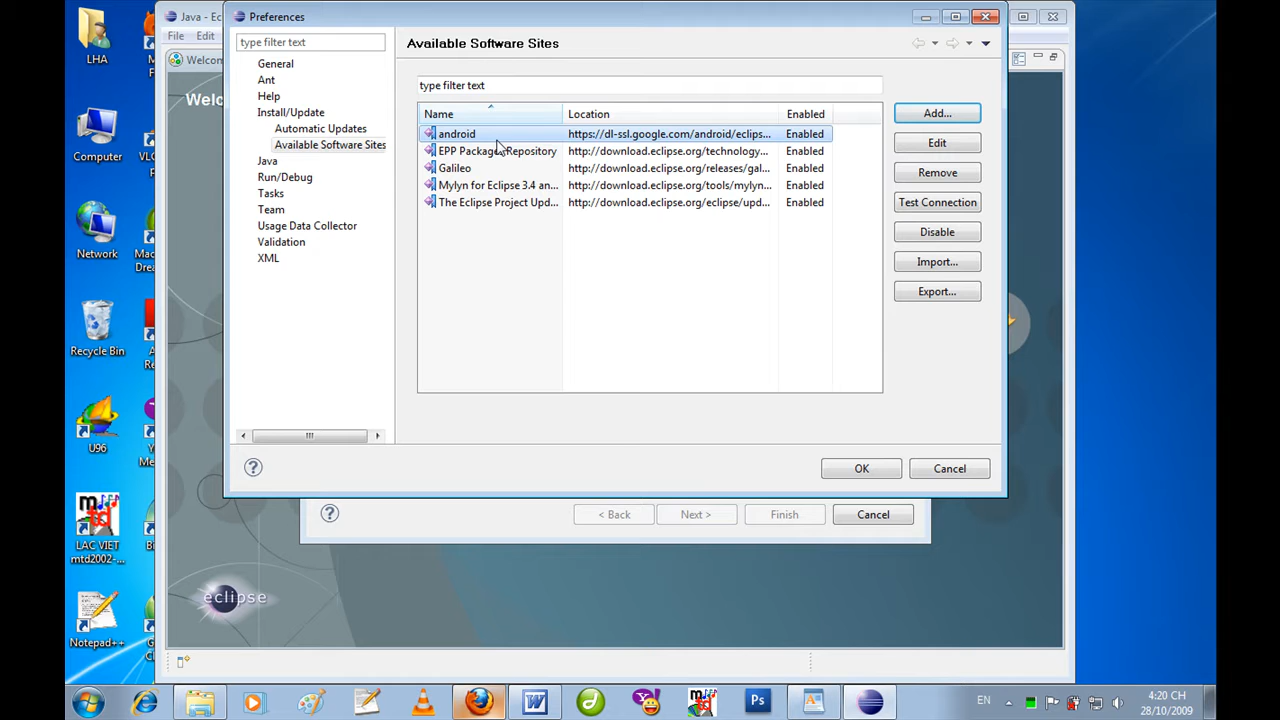 Java - Ec
Preferences
File Edit
type filter text
Available Software Sites
General
Ant
Help
Install/Update
Automatic Updates
Available Software Sites
Java
Run/Debug
Tasks
Team
Usage Data Collector
Validation
XML
type filter text
Name Location Enabled
android https://dl-ssl.google.com/android/eclips... Enabled
EPP Packages Repository http://download.eclipse.org/technology... Enabled
Galileo http://download.eclipse.org/releases/gal... Enabled
Mylyn for Eclipse 3.4 an... http://download.eclipse.org/tools/mylyn... Enabled
The Eclipse Project Upd... http://download.eclipse.org/eclipse/upd... Enabled
Add...
Edit
Remove
Test Connection
Disable
Import...
Export...
OK Cancel
< Back Next > Finish Cancel
Welcom
Welc
eclipse
LHA
Computer
Network
Recycle Bin
U96
mtd
LAC VIET
mtd2002-...
Notepad++
VLC
Mac
Drea
EN
4:20 CH
28/10/2009